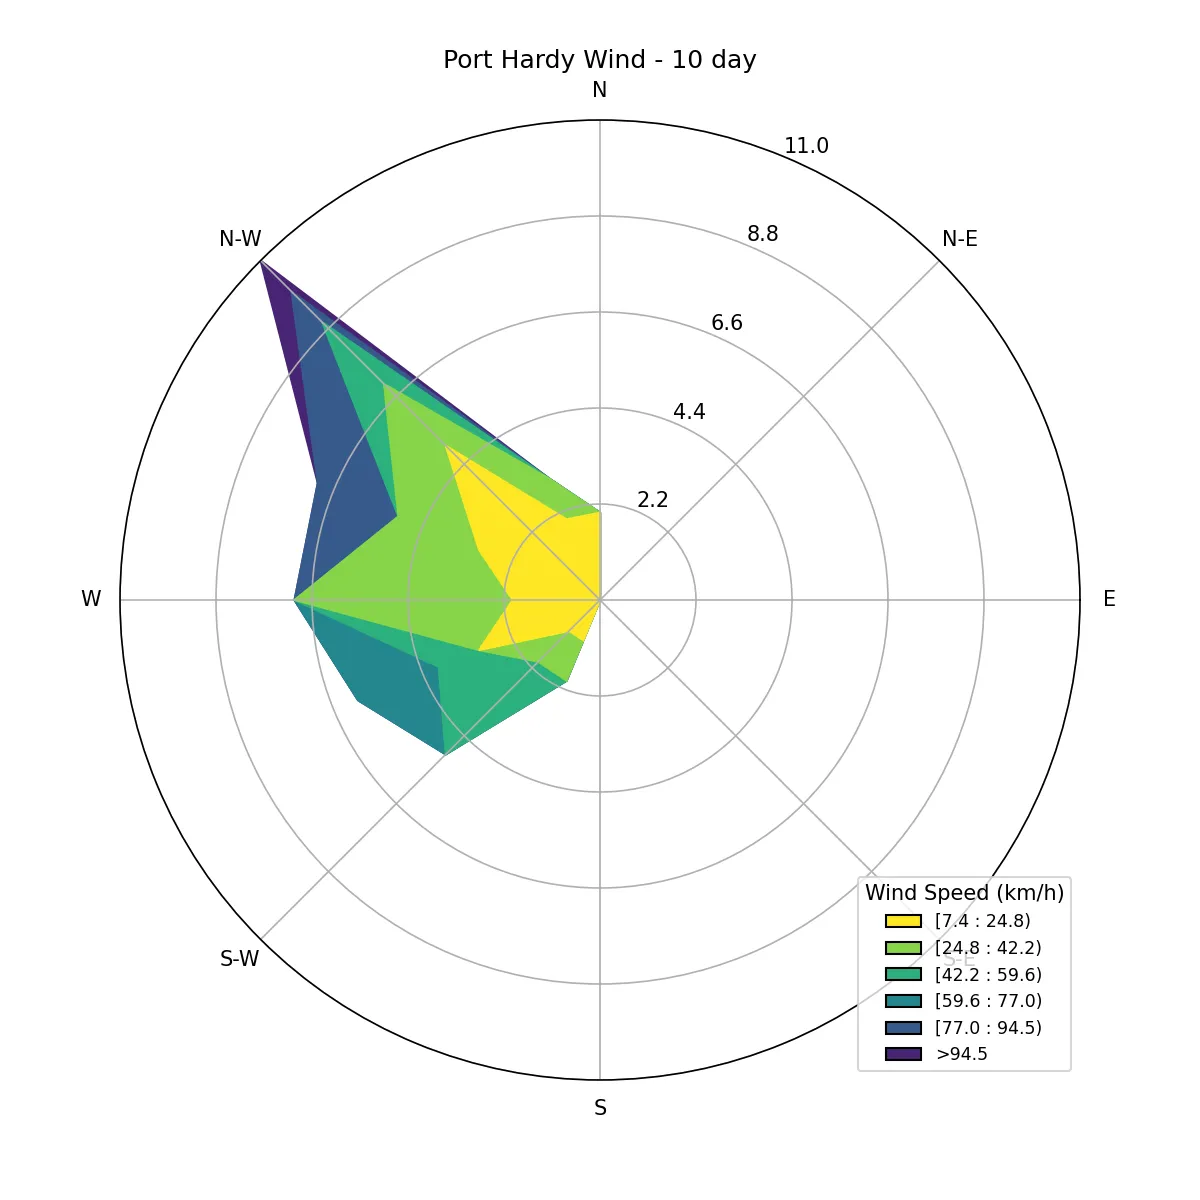 Port Hardy Wind - 10 day
N
11.0
N-W
N-E
8.8
6.6
4.4
2.2
W
E
S-W
S-E
S
Wind Speed (km/h)
[7.4 : 24.8)
[24.8 : 42.2)
[42.2 : 59.6)
[59.6 : 77.0)
[77.0 : 94.5)
>94.5